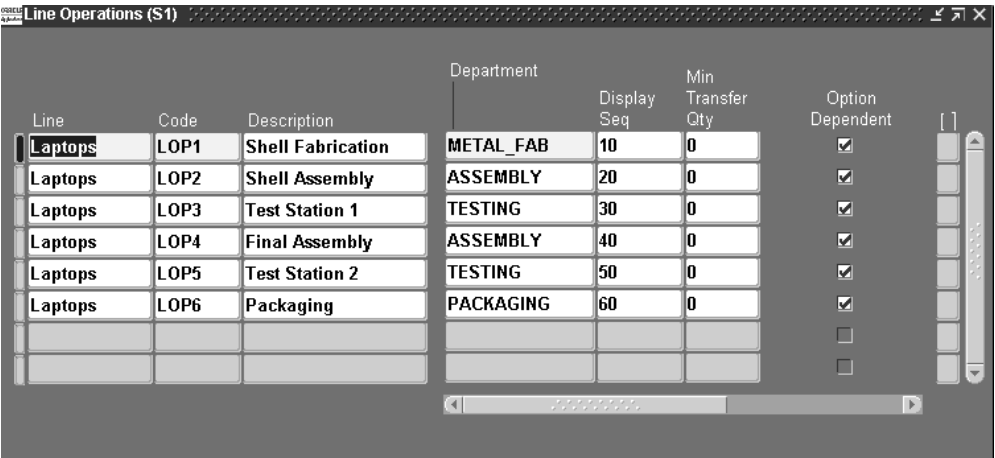 ORACLE
Applications
Line Operations (S1)
Line Code Description Department Display Seq Min Transfer Qty Option Dependent [ ]
Laptops LOP1 Shell Fabrication METAL_FAB 10 0
Laptops LOP2 Shell Assembly ASSEMBLY 20 0
Laptops LOP3 Test Station 1 TESTING 30 0
Laptops LOP4 Final Assembly ASSEMBLY 40 0
Laptops LOP5 Test Station 2 TESTING 50 0
Laptops LOP6 Packaging PACKAGING 60 0